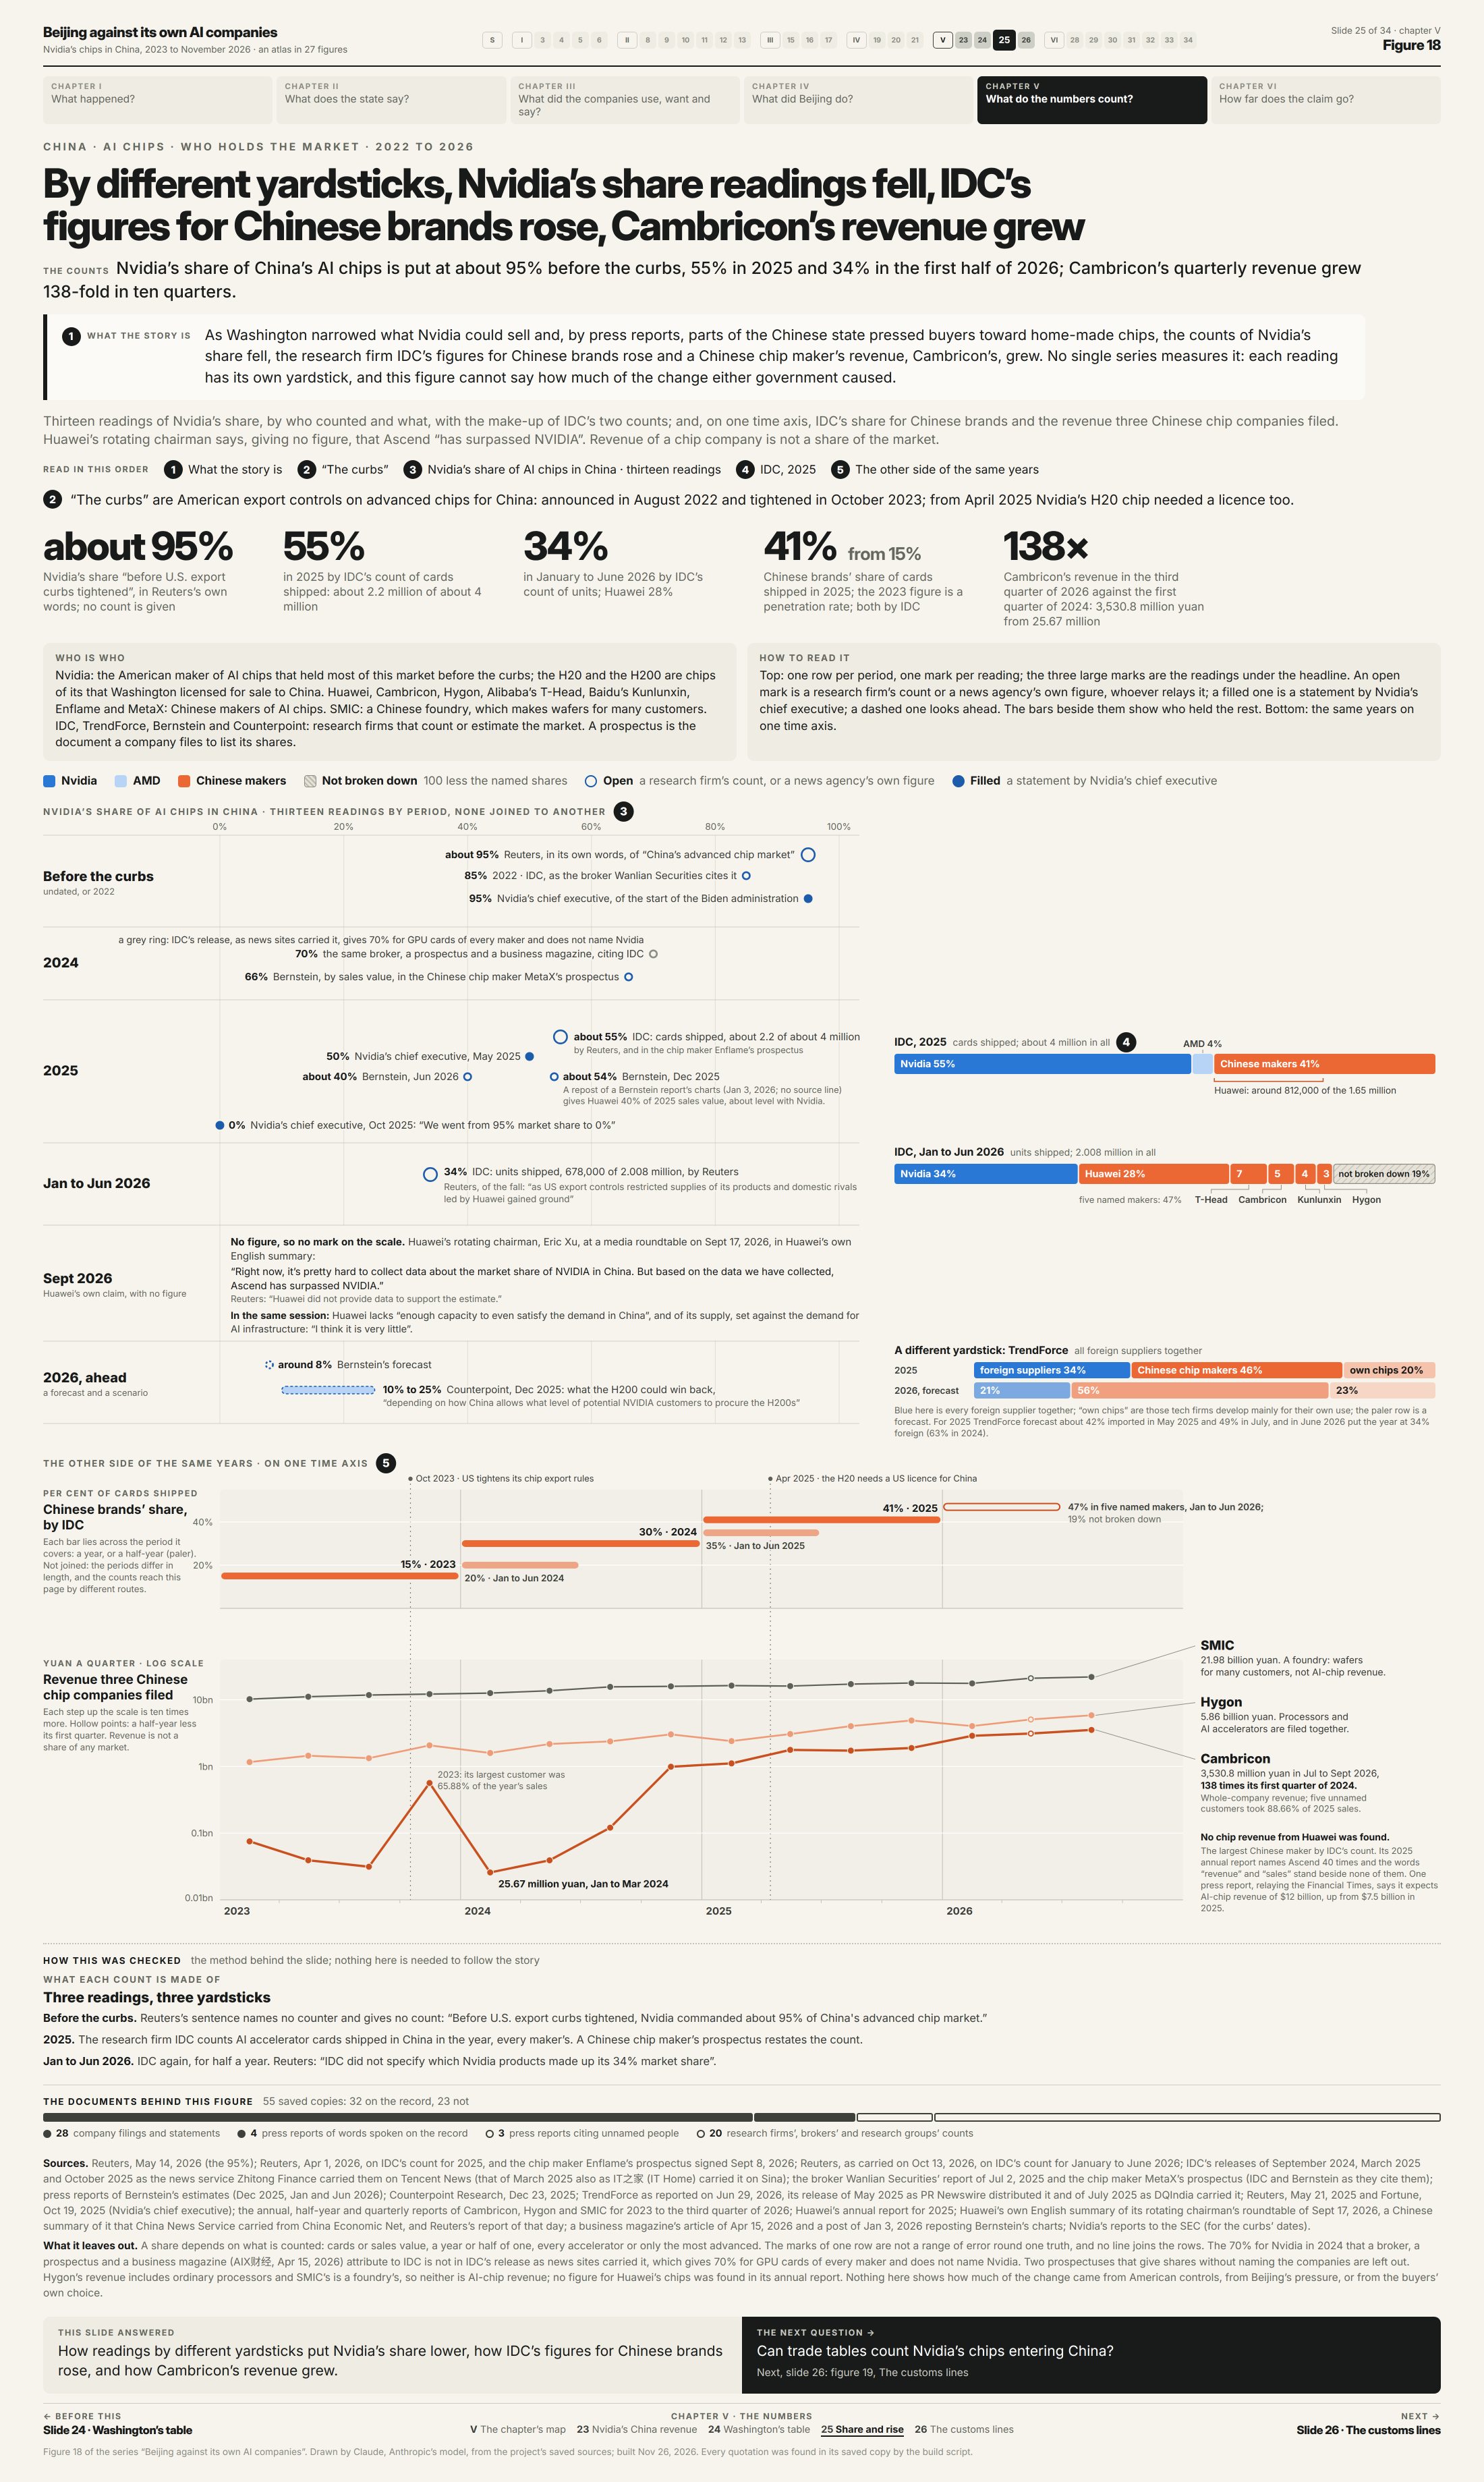 Beijing against its own AI companies
Nvidia's chips in China, 2023 to November 2026 · an atlas in 27 figures
S I 3 4 5 6 II 8 9 10 11 12 13 III 15 16 17 IV 19 20 21 V 23 24 25 26 VI 28 29 30 31 32 33 34
Slide 25 of 34 · chapter V
Figure 18
CHAPTER I
What happened?
CHAPTER II
What does the state say?
CHAPTER III
What did the companies use, want and
say?
CHAPTER IV
What did Beijing do?
CHAPTER V
What do the numbers count?
CHAPTER VI
How far does the claim go?
CHINA · AI CHIPS · WHO HOLDS THE MARKET · 2022 TO 2026
By different yardsticks, Nvidia's share readings fell, IDC's
figures for Chinese brands rose, Cambricon's revenue grew
THE COUNTS Nvidia's share of China's AI chips is put at about 95% before the curbs, 55% in 2025 and 34% in the first half of 2026; Cambricon's quarterly revenue grew
138-fold in ten quarters.
1 WHAT THE STORY IS
As Washington narrowed what Nvidia could sell and, by press reports, parts of the Chinese state pressed buyers toward home-made chips, the counts of Nvidia's
share fell, the research firm IDC's figures for Chinese brands rose and a Chinese chip maker's revenue, Cambricon's, grew. No single series measures it: each reading
has its own yardstick, and this figure cannot say how much of the change either government caused.
Thirteen readings of Nvidia's share, by who counted and what, with the make-up of IDC's two counts; and, on one time axis, IDC's share for Chinese brands and the revenue three Chinese chip companies filed.
Huawei's rotating chairman says, giving no figure, that Ascend "has surpassed NVIDIA". Revenue of a chip company is not a share of the market.
READ IN THIS ORDER 1 What the story is 2 "The curbs" 3 Nvidia's share of AI chips in China · thirteen readings 4 IDC, 2025 5 The other side of the same years
2 "The curbs" are American export controls on advanced chips for China: announced in August 2022 and tightened in October 2023; from April 2025 Nvidia's H20 chip needed a licence too.
about 95%
Nvidia's share "before U.S. export
curbs tightened", in Reuters's own
words; no count is given
55%
in 2025 by IDC's count of cards
shipped: about 2.2 million of about 4
million
34%
in January to June 2026 by IDC's
count of units; Huawei 28%
41% from 15%
Chinese brands' share of cards
shipped in 2025; the 2023 figure is a
penetration rate; both by IDC
138×
Cambricon's revenue in the third
quarter of 2026 against the first
quarter of 2024: 3,530.8 million yuan
from 25.67 million
WHO IS WHO
Nvidia: the American maker of AI chips that held most of this market before the curbs; the H20 and the H200 are chips
of its that Washington licensed for sale to China. Huawei, Cambricon, Hygon, Alibaba's T-Head, Baidu's Kunlunxin,
Enflame and MetaX: Chinese makers of AI chips. SMIC: a Chinese foundry, which makes wafers for many customers.
IDC, TrendForce, Bernstein and Counterpoint: research firms that count or estimate the market. A prospectus is the
document a company files to list its shares.
HOW TO READ IT
Top: one row per period, one mark per reading; the three large marks are the readings under the headline. An open
mark is a research firm's count or a news agency's own figure, whoever relays it; a filled one is a statement by Nvidia's
chief executive; a dashed one looks ahead. The bars beside them show who held the rest. Bottom: the same years on
one time axis.
Nvidia AMD Chinese makers Not broken down 100 less the named shares Open a research firm's count, or a news agency's own figure Filled a statement by Nvidia's chief executive
NVIDIA'S SHARE OF AI CHIPS IN CHINA · THIRTEEN READINGS BY PERIOD, NONE JOINED TO ANOTHER 3
0% 20% 40% 60% 80% 100%
Before the curbs
undated, or 2022
about 95% Reuters, in its own words, of "China's advanced chip market"
85% 2022 · IDC, as the broker Wanlian Securities cites it
95% Nvidia's chief executive, of the start of the Biden administration
2024
a grey ring: IDC's release, as news sites carried it, gives 70% for GPU cards of every maker and does not name Nvidia
70% the same broker, a prospectus and a business magazine, citing IDC
66% Bernstein, by sales value, in the Chinese chip maker MetaX's prospectus
2025
about 55% IDC: cards shipped, about 2.2 of about 4 million
by Reuters, and in the chip maker Enflame's prospectus
50% Nvidia's chief executive, May 2025
about 40% Bernstein, Jun 2026
about 54% Bernstein, Dec 2025
A repost of a Bernstein report's charts (Jan 3, 2026; no source line)
gives Huawei 40% of 2025 sales value, about level with Nvidia.
0% Nvidia's chief executive, Oct 2025: "We went from 95% market share to 0%"
IDC, 2025 cards shipped; about 4 million in all 4
AMD 4%
Nvidia 55%
Chinese makers 41%
Huawei: around 812,000 of the 1.65 million
Jan to Jun 2026
34% IDC: units shipped, 678,000 of 2.008 million, by Reuters
Reuters, of the fall: "as US export controls restricted supplies of its products and domestic rivals
led by Huawei gained ground"
IDC, Jan to Jun 2026 units shipped; 2.008 million in all
Nvidia 34% Huawei 28% 7 5 4 3 not broken down 19%
five named makers: 47% T-Head Cambricon Kunlunxin Hygon
Sept 2026
Huawei's own claim, with no figure
No figure, so no mark on the scale. Huawei's rotating chairman, Eric Xu, at a media roundtable on Sept 17, 2026, in Huawei's own
English summary:
"Right now, it's pretty hard to collect data about the market share of NVIDIA in China. But based on the data we have collected,
Ascend has surpassed NVIDIA."
Reuters: "Huawei did not provide data to support the estimate."
In the same session: Huawei lacks "enough capacity to even satisfy the demand in China", and of its supply, set against the demand for
AI infrastructure: "I think it is very little".
2026, ahead
a forecast and a scenario
around 8% Bernstein's forecast
10% to 25% Counterpoint, Dec 2025: what the H200 could win back,
"depending on how China allows what level of potential NVIDIA customers to procure the H200s"
A different yardstick: TrendForce all foreign suppliers together
2025 foreign suppliers 34% Chinese chip makers 46% own chips 20%
2026, forecast 21% 56% 23%
Blue here is every foreign supplier together; "own chips" are those tech firms develop mainly for their own use; the paler row is a
forecast. For 2025 TrendForce forecast about 42% imported in May 2025 and 49% in July, and in June 2026 put the year at 34%
foreign (63% in 2024).
THE OTHER SIDE OF THE SAME YEARS · ON ONE TIME AXIS 5
Oct 2023 · US tightens its chip export rules
Apr 2025 · the H20 needs a US licence for China
PER CENT OF CARDS SHIPPED
Chinese brands' share,
by IDC
Each bar lies across the period it
covers: a year, or a half-year (paler).
Not joined: the periods differ in
length, and the counts reach this
page by different routes.
40%
20%
15% · 2023
20% · Jan to Jun 2024
30% · 2024
35% · Jan to Jun 2025
41% · 2025
47% in five named makers, Jan to Jun 2026;
19% not broken down
YUAN A QUARTER · LOG SCALE
Revenue three Chinese
chip companies filed
Each step up the scale is ten times
more. Hollow points: a half-year less
its first quarter. Revenue is not a
share of any market.
10bn
1bn
0.1bn
0.01bn
2023: its largest customer was
65.88% of the year's sales
25.67 million yuan, Jan to Mar 2024
2023 2024 2025 2026
SMIC
21.98 billion yuan. A foundry: wafers
for many customers, not AI-chip revenue.
Hygon
5.86 billion yuan. Processors and
AI accelerators are filed together.
Cambricon
3,530.8 million yuan in Jul to Sept 2026,
138 times its first quarter of 2024.
Whole-company revenue; five unnamed
customers took 88.66% of 2025 sales.
No chip revenue from Huawei was found.
The largest Chinese maker by IDC's count. Its 2025
annual report names Ascend 40 times and the words
"revenue" and "sales" stand beside none of them. One
press report, relaying the Financial Times, says it expects
AI-chip revenue of $12 billion, up from $7.5 billion in
2025.
HOW THIS WAS CHECKED the method behind the slide; nothing here is needed to follow the story
WHAT EACH COUNT IS MADE OF
Three readings, three yardsticks
Before the curbs. Reuters's sentence names no counter and gives no count: "Before U.S. export curbs tightened, Nvidia commanded about 95% of China's advanced chip market."
2025. The research firm IDC counts AI accelerator cards shipped in China in the year, every maker's. A Chinese chip maker's prospectus restates the count.
Jan to Jun 2026. IDC again, for half a year. Reuters: "IDC did not specify which Nvidia products made up its 34% market share".
THE DOCUMENTS BEHIND THIS FIGURE 55 saved copies: 32 on the record, 23 not
28 company filings and statements 4 press reports of words spoken on the record 3 press reports citing unnamed people 20 research firms', brokers' and research groups' counts
Sources. Reuters, May 14, 2026 (the 95%); Reuters, Apr 1, 2026, on IDC's count for 2025, and the chip maker Enflame's prospectus signed Sept 8, 2026; Reuters, as carried on Oct 13, 2026, on IDC's count for January to June 2026; IDC's releases of September 2024, March 2025
and October 2025 as the news service Zhitong Finance carried them on Tencent News (that of March 2025 also as IT之家 (IT Home) carried it on Sina); the broker Wanlian Securities' report of Jul 2, 2025 and the chip maker MetaX's prospectus (IDC and Bernstein as they cite them);
press reports of Bernstein's estimates (Dec 2025, Jan and Jun 2026); Counterpoint Research, Dec 23, 2025; TrendForce as reported on Jun 29, 2026, its release of May 2025 as PR Newswire distributed it and of July 2025 as DQIndia carried it; Reuters, May 21, 2025 and Fortune,
Oct 19, 2025 (Nvidia's chief executive); the annual, half-year and quarterly reports of Cambricon, Hygon and SMIC for 2023 to the third quarter of 2026; Huawei's annual report for 2025; Huawei's own English summary of its rotating chairman's roundtable of Sept 17, 2026, a Chinese
summary of it that China News Service carried from China Economic Net, and Reuters's report of that day; a business magazine's article of Apr 15, 2026 and a post of Jan 3, 2026 reposting Bernstein's charts; Nvidia's reports to the SEC (for the curbs' dates).
What it leaves out. A share depends on what is counted: cards or sales value, a year or half of one, every accelerator or only the most advanced. The marks of one row are not a range of error round one truth, and no line joins the rows. The 70% for Nvidia in 2024 that a broker, a
prospectus and a business magazine (AIX财经, Apr 15, 2026) attribute to IDC is not in IDC's release as news sites carried it, which gives 70% for GPU cards of every maker and does not name Nvidia. Two prospectuses that give shares without naming the companies are left out.
Hygon's revenue includes ordinary processors and SMIC's is a foundry's, so neither is AI-chip revenue; no figure for Huawei's chips was found in its annual report. Nothing here shows how much of the change came from American controls, from Beijing's pressure, or from the buyers'
own choice.
THIS SLIDE ANSWERED
How readings by different yardsticks put Nvidia's share lower, how IDC's figures for Chinese brands
rose, and how Cambricon's revenue grew.
THE NEXT QUESTION →
Can trade tables count Nvidia's chips entering China?
Next, slide 26: figure 19, The customs lines
← BEFORE THIS
Slide 24 · Washington's table
CHAPTER V · THE NUMBERS
V The chapter's map 23 Nvidia's China revenue 24 Washington's table 25 Share and rise 26 The customs lines
NEXT →
Slide 26 · The customs lines
Figure 18 of the series "Beijing against its own AI companies". Drawn by Claude, Anthropic's model, from the project's saved sources; built Nov 26, 2026. Every quotation was found in its saved copy by the build script.